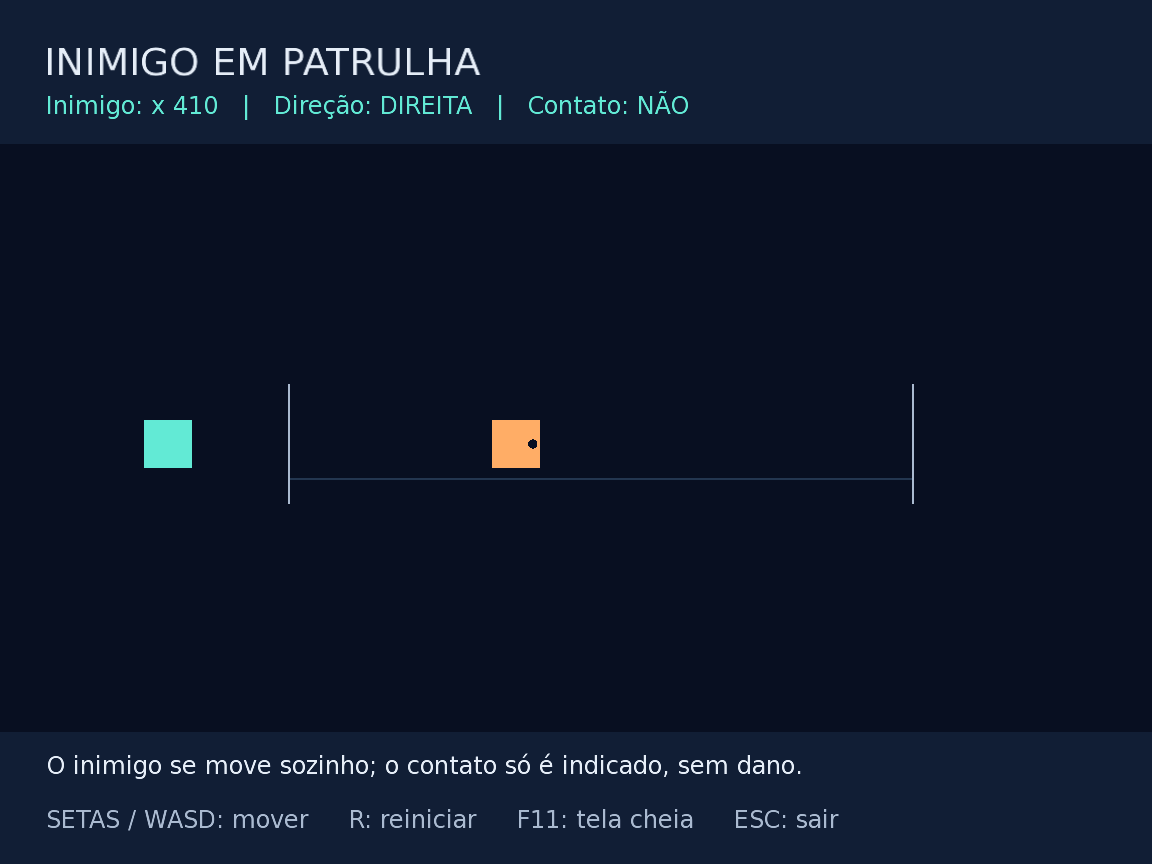 INIMIGO EM PATRULHA
Inimigo: x 410 | Direção: DIREITA | Contato: NÃO
O inimigo se move sozinho; o contato só é indicado, sem dano.
SETAS / WASD: mover R: reiniciar F11: tela cheia ESC: sair